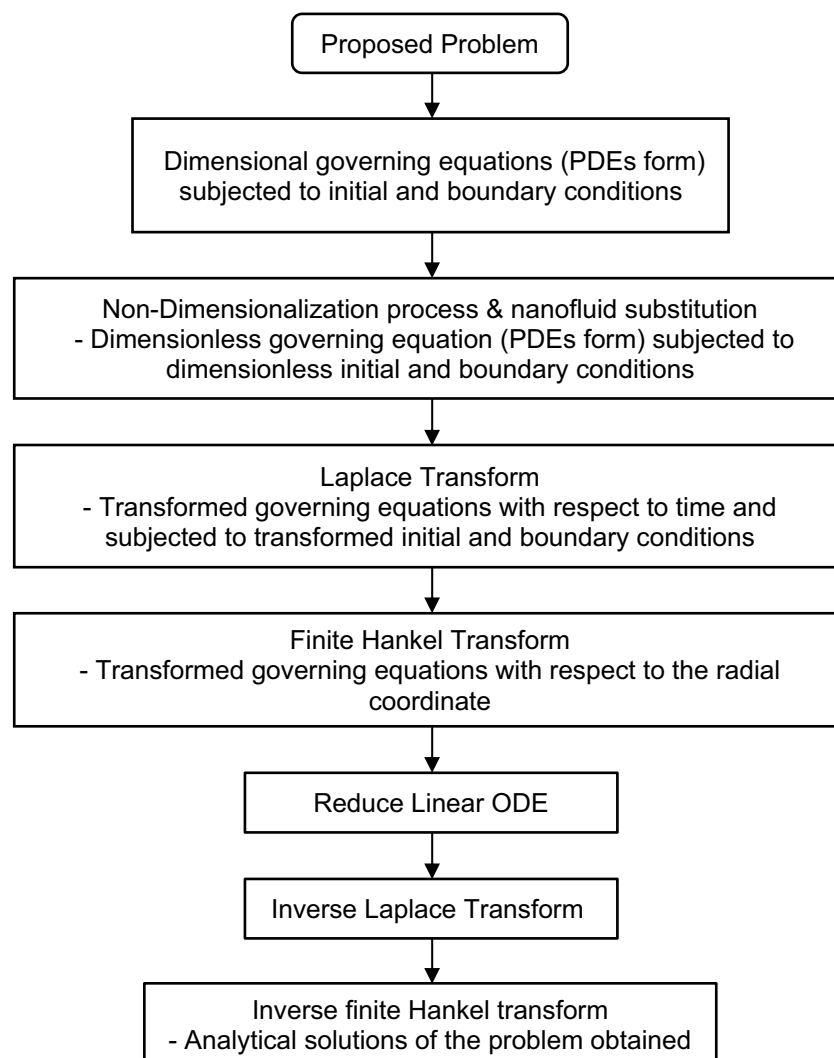 Proposed Problem
Dimensional governing equations (PDEs form)
subjected to initial and boundary conditions
Non-Dimensionalization process & nanofluid substitution
- Dimensionless governing equation (PDEs form) subjected to
dimensionless initial and boundary conditions
Laplace Transform
- Transformed governing equations with respect to time and
subjected to transformed initial and boundary conditions
Finite Hankel Transform
- Transformed governing equations with respect to the radial
coordinate
Reduce Linear ODE
Inverse Laplace Transform
Inverse finite Hankel transform
- Analytical solutions of the problem obtained